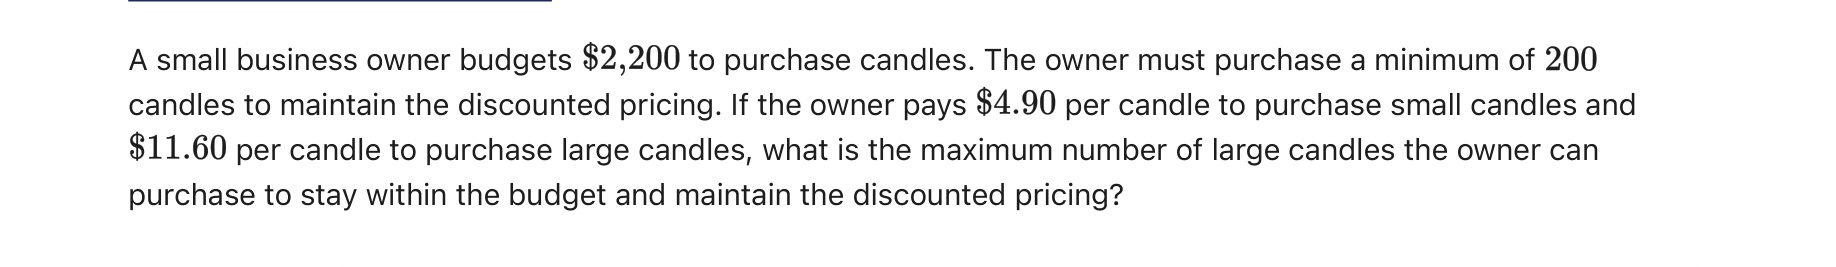 A small business owner budgets $2,200 to purchase candles. The owner must purchase a minimum of 200
candles to maintain the discounted pricing. If the owner pays $4.90 per candle to purchase small candles and
$11.60 per candle to purchase large candles, what is the maximum number of large candles the owner can
purchase to stay within the budget and maintain the discounted pricing?